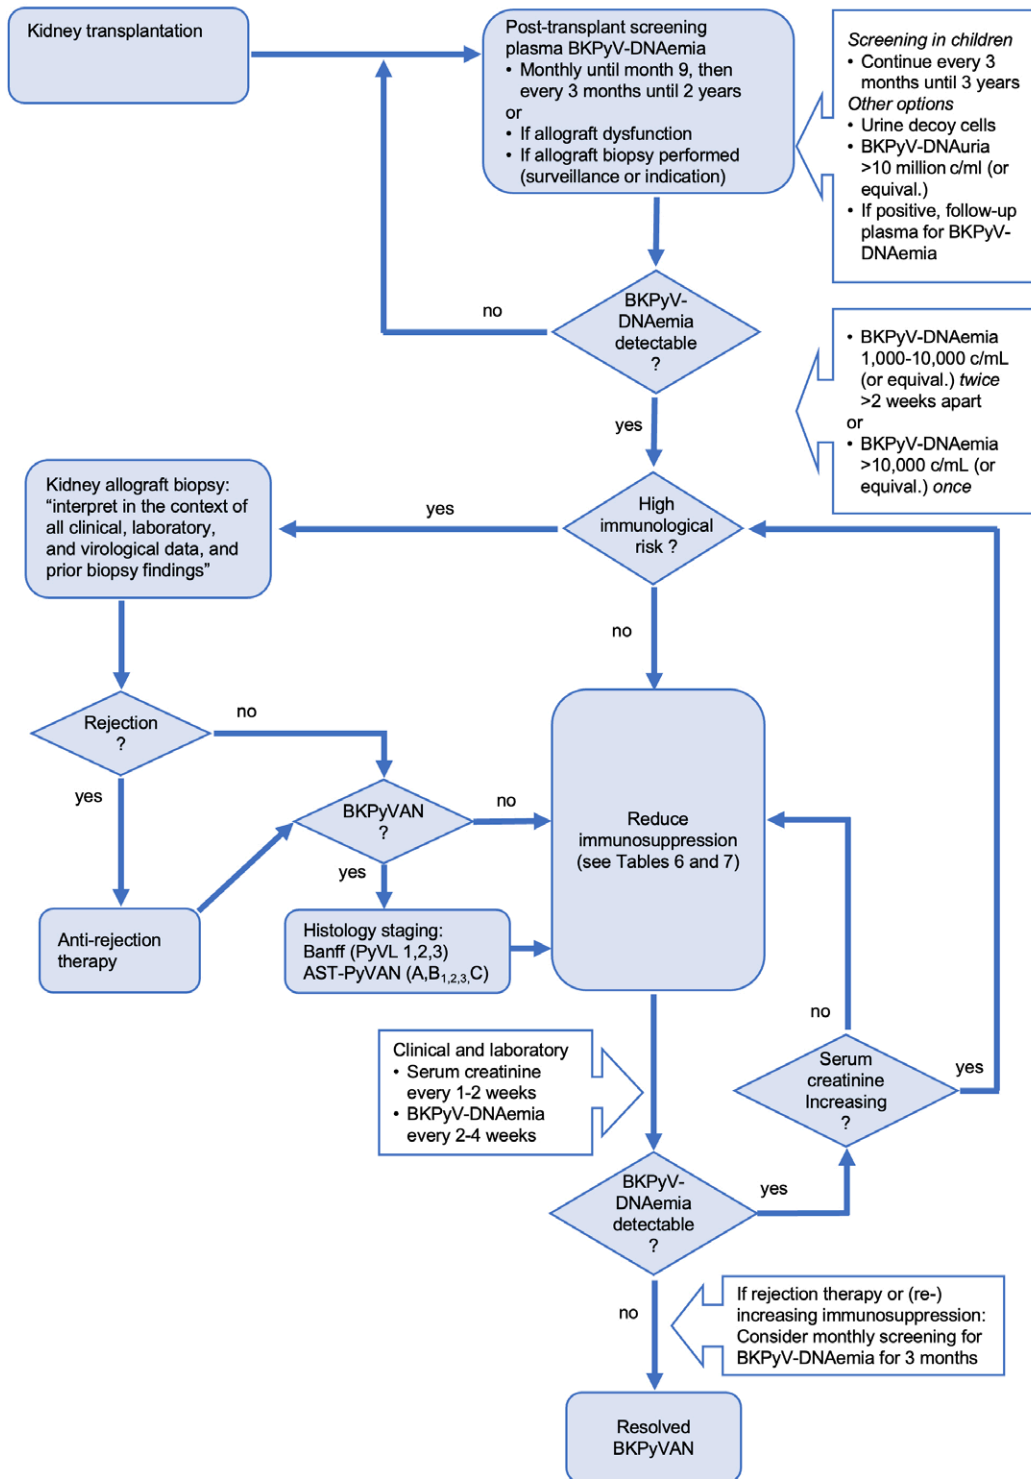 Kidney transplantation
Post-transplant screening
plasma BKPyV-DNAemia
• Monthly until month 9, then
every 3 months until 2 years
or
• If allograft dysfunction
• If allograft biopsy performed
(surveillance or indication)
Screening in children
• Continue every 3
months until 3 years
Other options
• Urine decoy cells
• BKPyV-DNAuria
>10 million c/ml (or
equival.)
• If positive, follow-up
plasma for BKPyV-
DNAemia
BKPyV-
DNAemia
detectable
?
no
yes
• BKPyV-DNAemia
1,000-10,000 c/mL
(or equival.) twice
>2 weeks apart
or
• BKPyV-DNAemia
>10,000 c/mL (or
equival.) once
High
immunological
risk ?
yes
no
Kidney allograft biopsy:
“interpret in the context of
all clinical, laboratory,
and virological data, and
prior biopsy findings”
Rejection
?
no
yes
Anti-rejection
therapy
BKPyVAN
?
no
yes
Histology staging:
Banff (PyVL 1,2,3)
AST-PyVAN (A,B1,2,3,C)
Reduce
immunosuppression
(see Tables 6 and 7)
Clinical and laboratory
• Serum creatinine
every 1-2 weeks
• BKPyV-DNAemia
every 2-4 weeks
no
Serum
creatinine
Increasing
?
yes
BKPyV-
DNAemia
detectable
?
yes
no
If rejection therapy or (re-)
increasing immunosuppression:
Consider monthly screening for
BKPyV-DNAemia for 3 months
Resolved
BKPyVAN